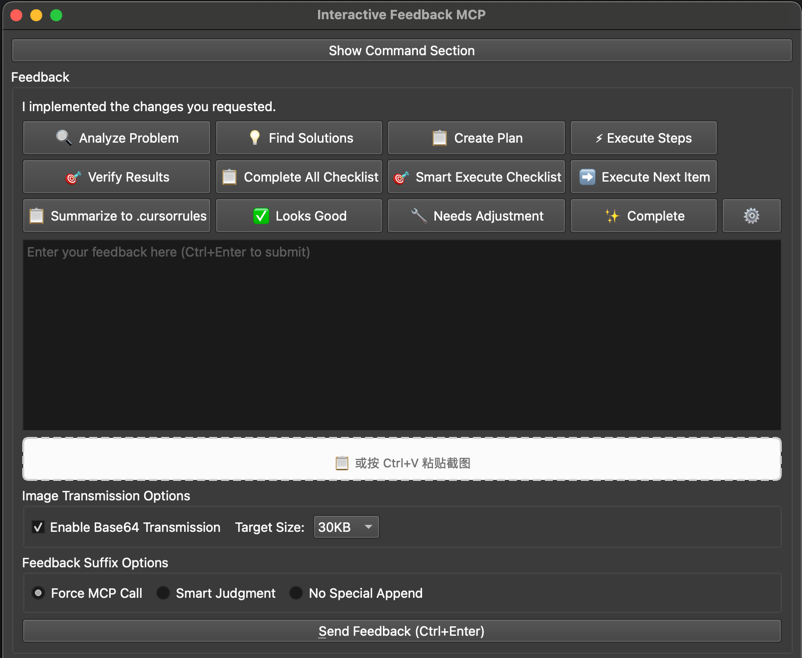 Interactive Feedback MCP
Show Command Section
Feedback
I implemented the changes you requested.
🔍 Analyze Problem 💡 Find Solutions 📋 Create Plan ⚡ Execute Steps
🎯 Verify Results 📋 Complete All Checklist 🎯 Smart Execute Checklist ➡️ Execute Next Item
📋 Summarize to .cursorrules ✅ Looks Good 🔧 Needs Adjustment ✨ Complete ⚙️
Enter your feedback here (Ctrl+Enter to submit)
📋 或按 Ctrl+V 粘贴截图
Image Transmission Options
Enable Base64 Transmission Target Size: 30KB
Feedback Suffix Options
Force MCP Call Smart Judgment No Special Append
Send Feedback (Ctrl+Enter)